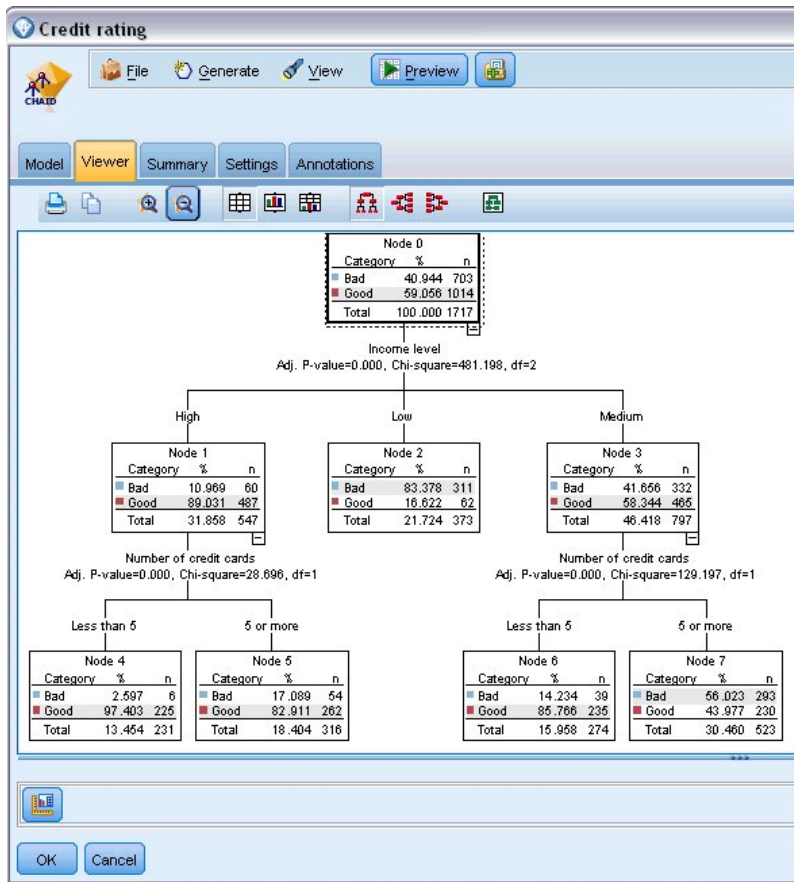 Credit rating
CHAID
File Generate View Preview
Model Viewer Summary Settings Annotations
Node 0
Category % n
Bad 40.944 703
Good 59.056 1014
Total 100.000 1717
Income level
Adj. P-value=0.000, Chi-square=481.198, df=2
High Low Medium
Node 1
Category % n
Bad 10.969 60
Good 89.031 487
Total 31.858 547
Node 2
Category % n
Bad 83.378 311
Good 16.622 62
Total 21.724 373
Node 3
Category % n
Bad 41.656 332
Good 58.344 465
Total 46.418 797
Number of credit cards
Adj. P-value=0.000, Chi-square=28.696, df=1
Number of credit cards
Adj. P-value=0.000, Chi-square=129.197, df=1
Less than 5 5 or more
Less than 5 5 or more
Node 4
Category % n
Bad 2.597 6
Good 97.403 225
Total 13.454 231
Node 5
Category % n
Bad 17.089 54
Good 82.911 262
Total 18.404 316
Node 6
Category % n
Bad 14.234 39
Good 85.766 235
Total 15.958 274
Node 7
Category % n
Bad 56.023 293
Good 43.977 230
Total 30.460 523
OK Cancel